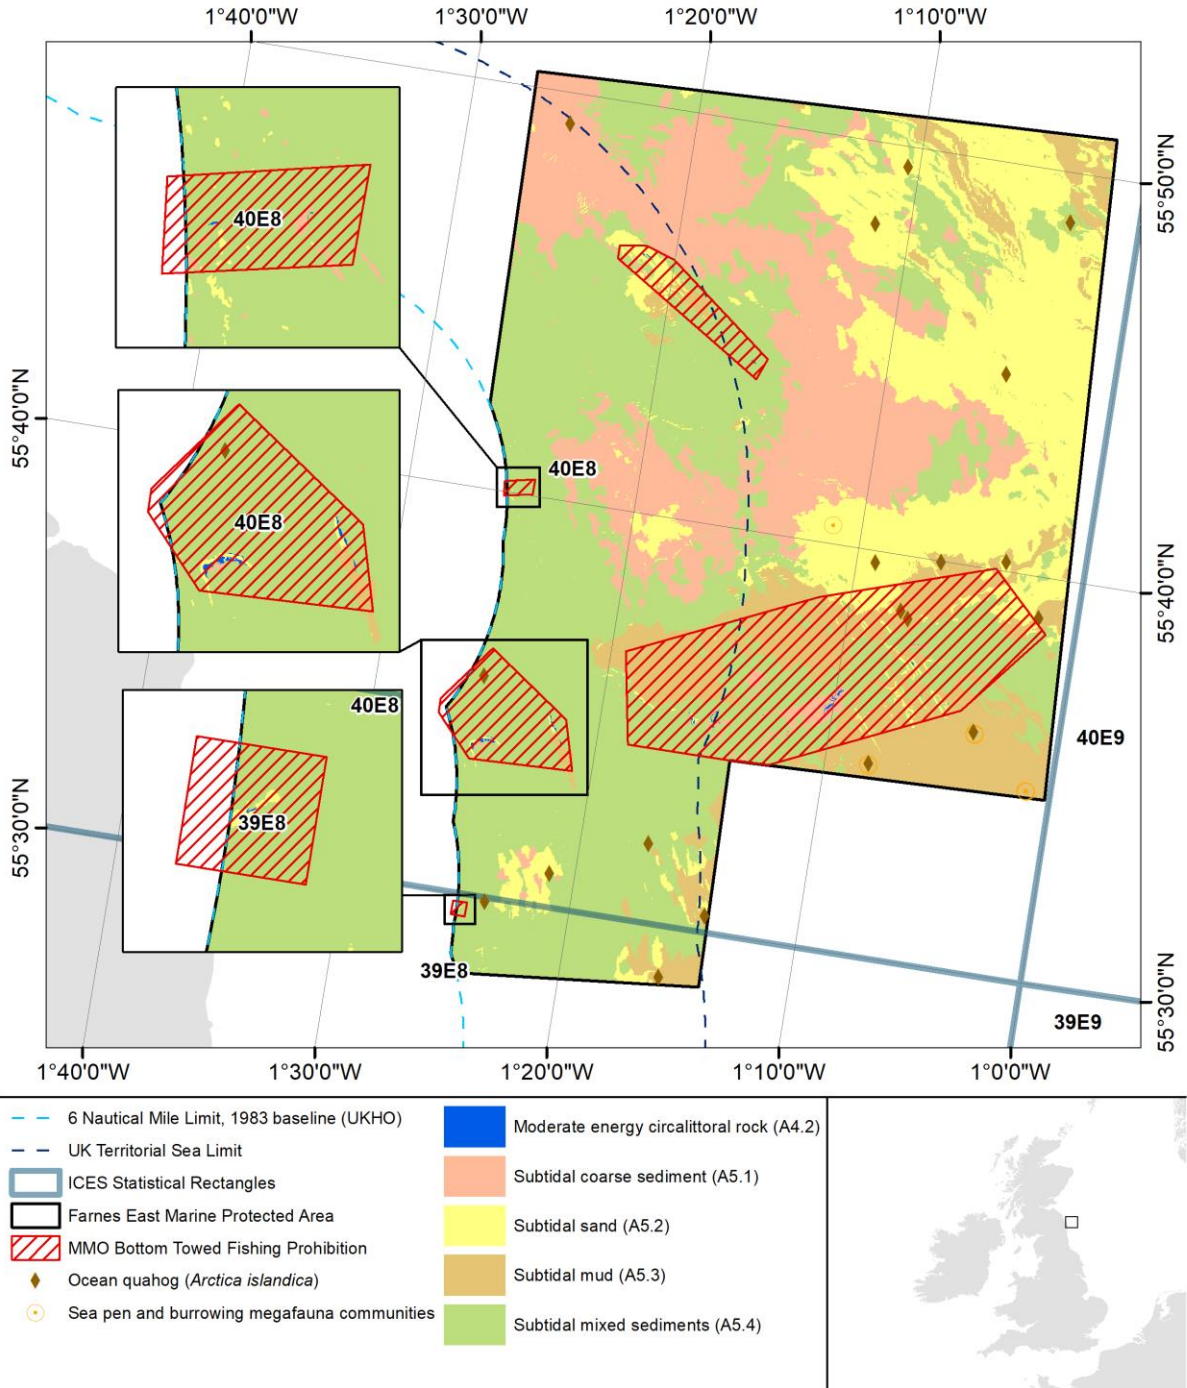 1°40'0"W 1°30'0"W 1°20'0"W 1°10'0"W
55°50'0"N
40E8
55°40'0"N
40E8
40E8
55°40'0"N
40E8
40E9
39E8
55°30'0"N
39E8
55°30'0"N
39E9
1°40'0"W 1°30'0"W 1°20'0"W 1°10'0"W 1°0'0"W
6 Nautical Mile Limit, 1983 baseline (UKHO)
UK Territorial Sea Limit
ICES Statistical Rectangles
Farnes East Marine Protected Area
MMO Bottom Towed Fishing Prohibition
Ocean quahog (Arctica islandica)
Sea pen and burrowing megafauna communities
Moderate energy circalittoral rock (A4.2)
Subtidal coarse sediment (A5.1)
Subtidal sand (A5.2)
Subtidal mud (A5.3)
Subtidal mixed sediments (A5.4)